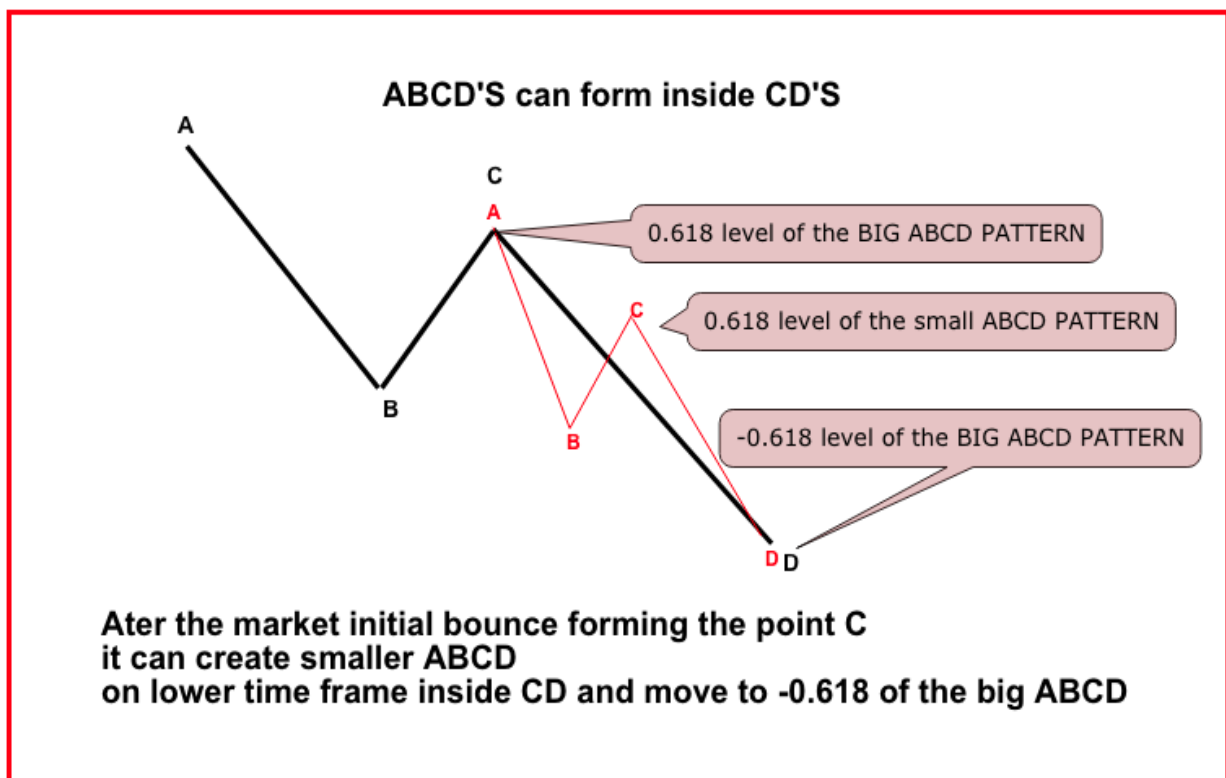 ABCD'S can form inside CD'S
A
C
A
0.618 level of the BIG ABCD PATTERN
C
0.618 level of the small ABCD PATTERN
B
B
-0.618 level of the BIG ABCD PATTERN
D
D
Ater the market initial bounce forming the point C
it can create smaller ABCD
on lower time frame inside CD and move to -0.618 of the big ABCD